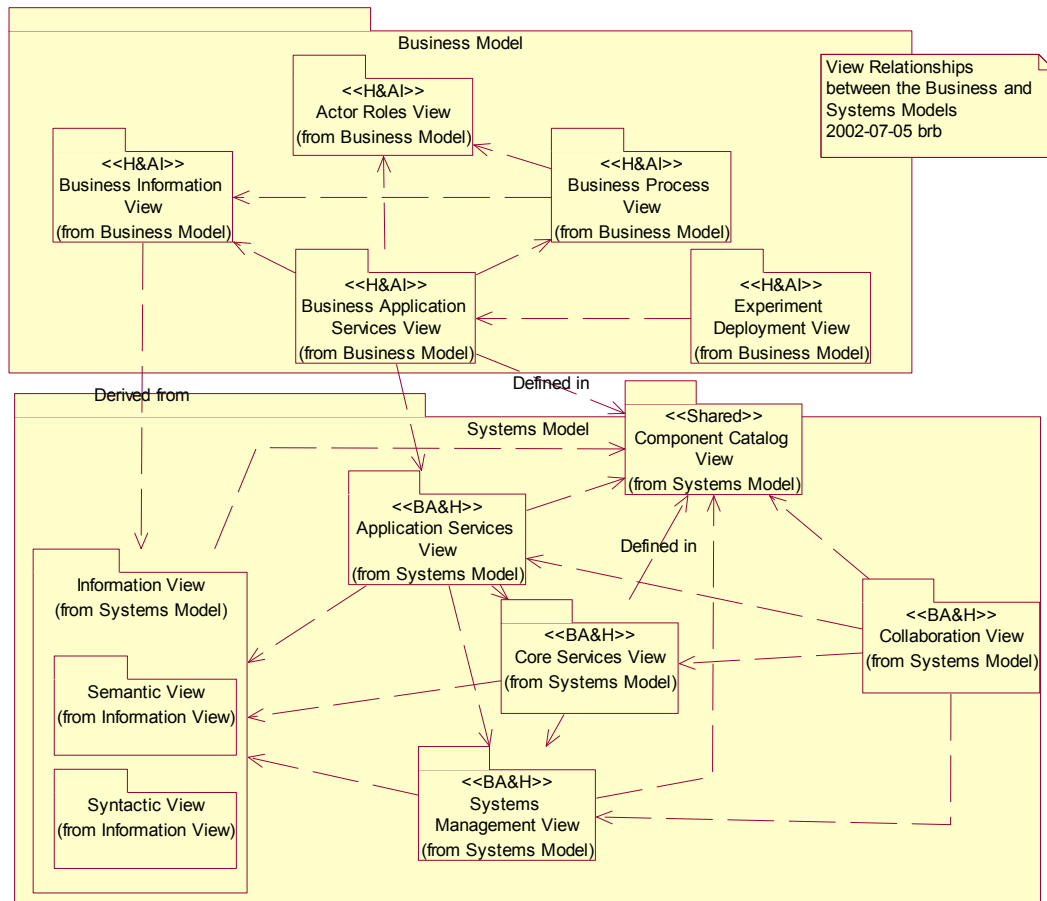 Business Model
View Relationships
between the Business and
Systems Models
2002-07-05 brb
<<H&AI>>
Actor Roles View
(from Business Model)
<<H&AI>>
Business Information
View
(from Business Model)
<<H&AI>>
Business Process
View
(from Business Model)
<<H&AI>>
Business Application
Services View
(from Business Model)
<<H&AI>>
Experiment
Deployment View
(from Business Model)
Derived from
Defined in
Systems Model
<<Shared>>
Component Catalog
View
(from Systems Model)
<<BA&H>>
Application Services
View
(from Systems Model)
Defined in
Information View
(from Systems Model)
<<BA&H>>
Core Services View
(from Systems Model)
<<BA&H>>
Collaboration View
(from Systems Model)
Semantic View
(from Information View)
Syntactic View
(from Information View)
<<BA&H>>
Systems
Management View
(from Systems Model)